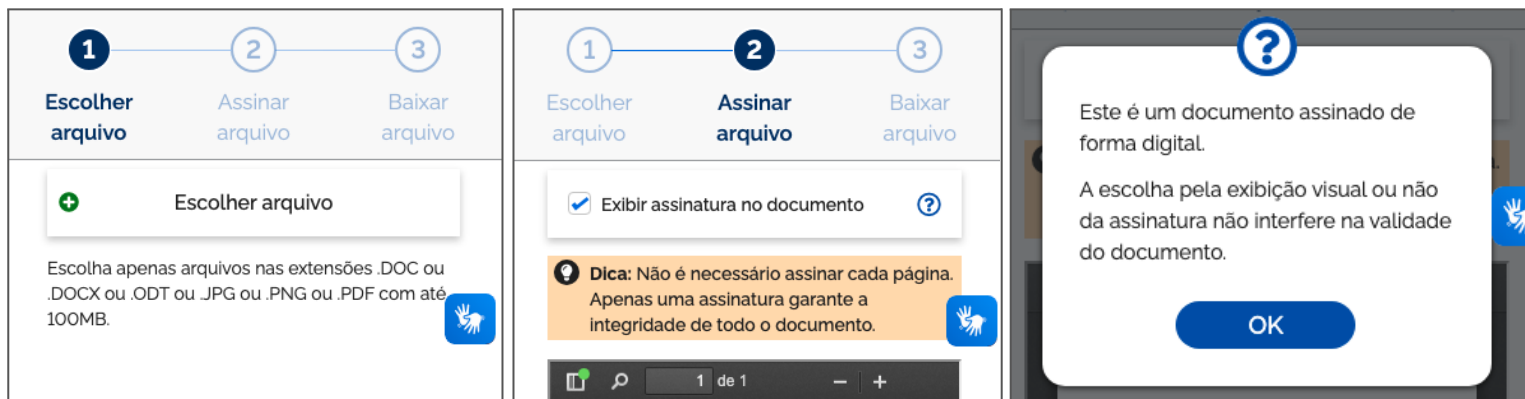 1
2
3
Escolher arquivo
Assinar arquivo
Baixar arquivo
Escolher arquivo
Escolha apenas arquivos nas extensões .DOC ou
.DOCX ou .ODT ou .JPG ou .PNG ou .PDF com até
100MB.
1
2
3
Escolher arquivo
Assinar arquivo
Baixar arquivo
Exibir assinatura no documento
?
Dica: Não é necessário assinar cada página.
Apenas uma assinatura garante a
integridade de todo o documento.
1 de 1
?
Este é um documento assinado de
forma digital.
A escolha pela exibição visual ou não
da assinatura não interfere na validade
do documento.
OK